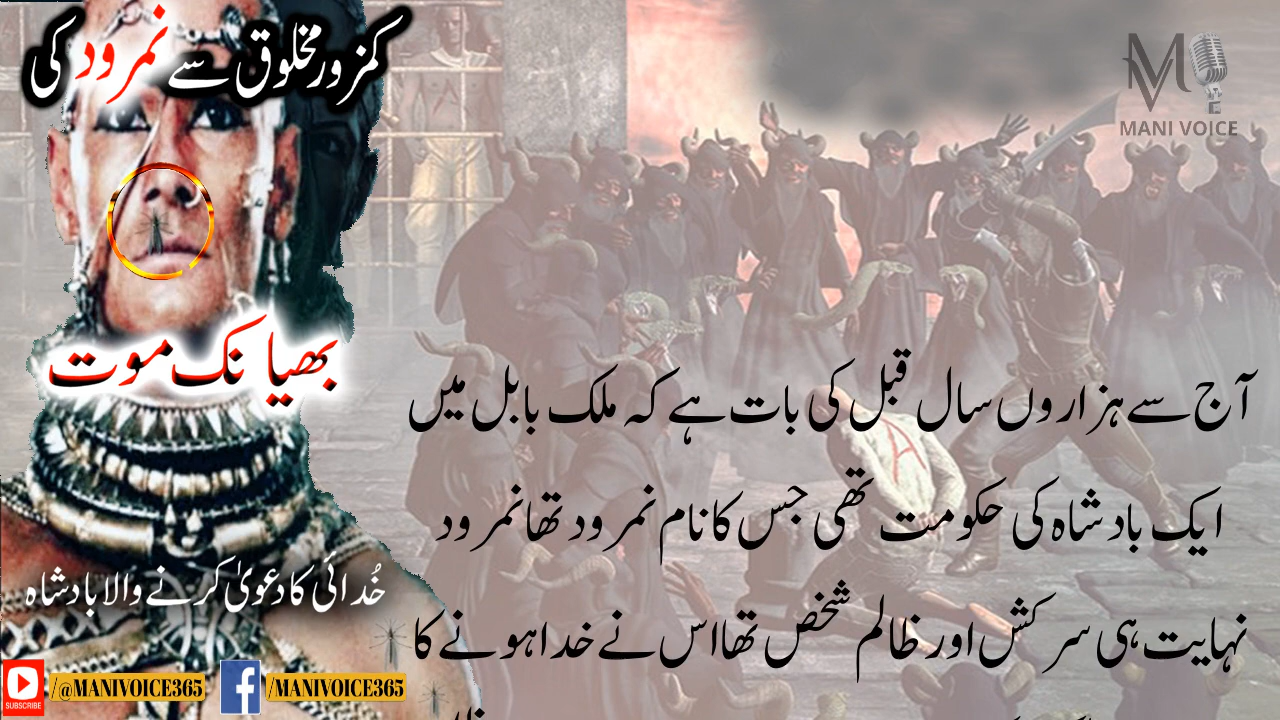 کمزور مخلوق سے نمرود کی
بھیانک موت
خُدائی کا دعویٰ کرنے والا بادشاہ
MANI VOICE
آج سے ہزاروں سال قبل کی بات ہے کہ ملک بابل میں
ایک بادشاہ کی حکومت تھی جس کا نام نمرود تھا نمرود
نہایت ہی سرکش اور ظالم شخص تھا اس نے خدا ہونے کا
A
SUBSCRIBE
/@MANIVOICE365
/MANIVOICE365